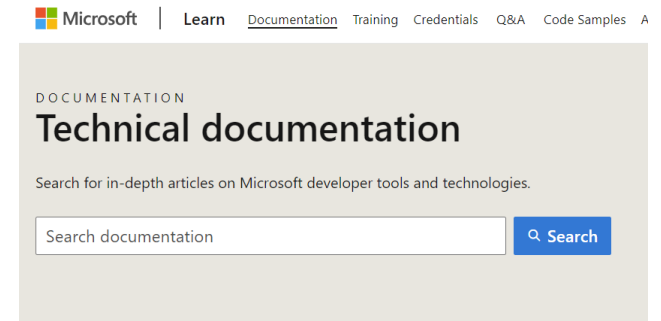 Microsoft Learn Documentation Training Credentials Q&A Code Samples
DOCUMENTATION
Technical documentation
Search for in-depth articles on Microsoft developer tools and technologies.
Search documentation Search